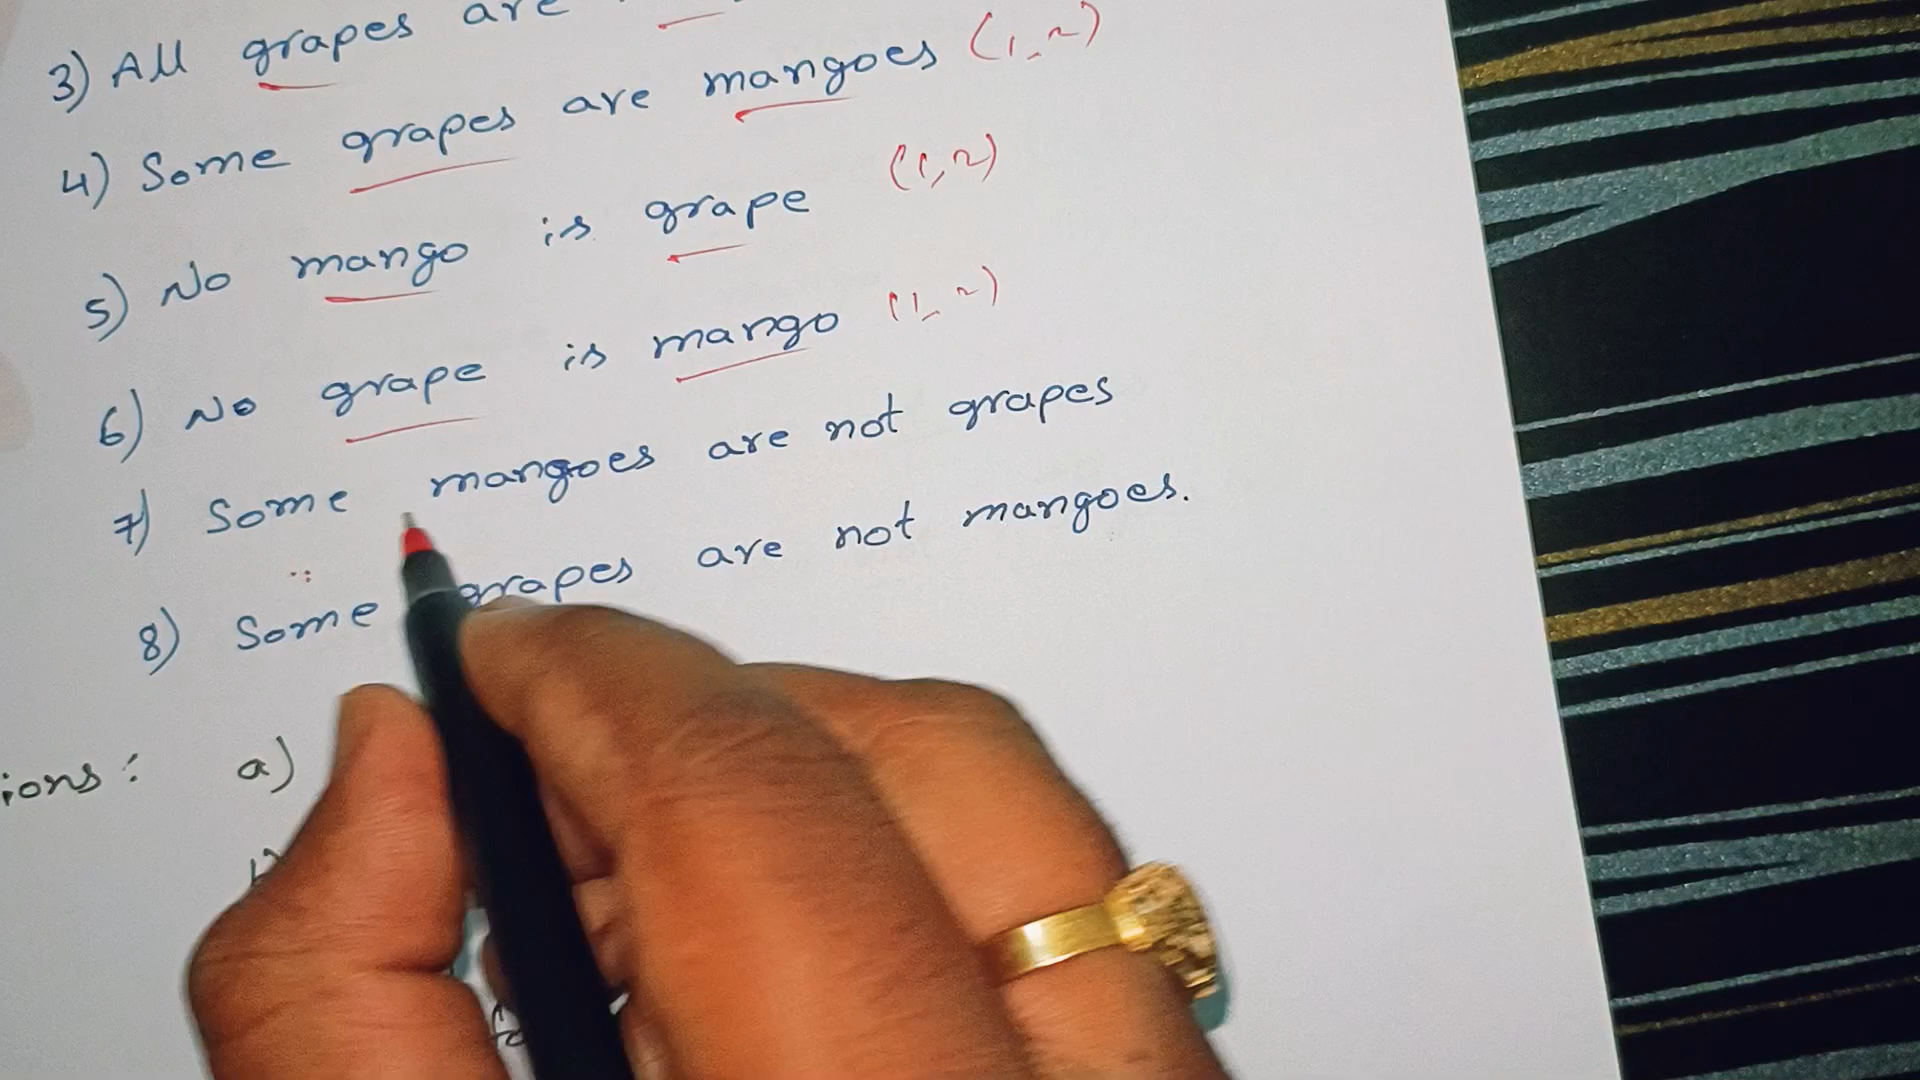 3) All grapes are
4) Some grapes are mangoes (1,2)
5) No mango is grape (1,2)
6) No grape is mango (1,2)
7) Some mangoes are not grapes
8) Some grapes are not mangoes.
ions : a)